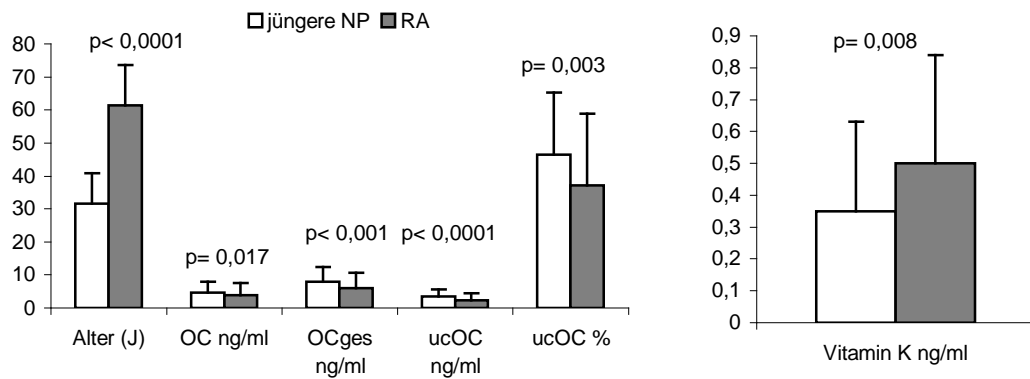 jüngere NP RA
p< 0,0001
p= 0,017
p< 0,001
p< 0,0001
p= 0,003
80
70
60
50
40
30
20
10
0
Alter (J)
OC ng/ml
OCges
ng/ml
ucOC
ng/ml
ucOC %
p= 0,008
0,9
0,8
0,7
0,6
0,5
0,4
0,3
0,2
0,1
0
Vitamin K ng/ml